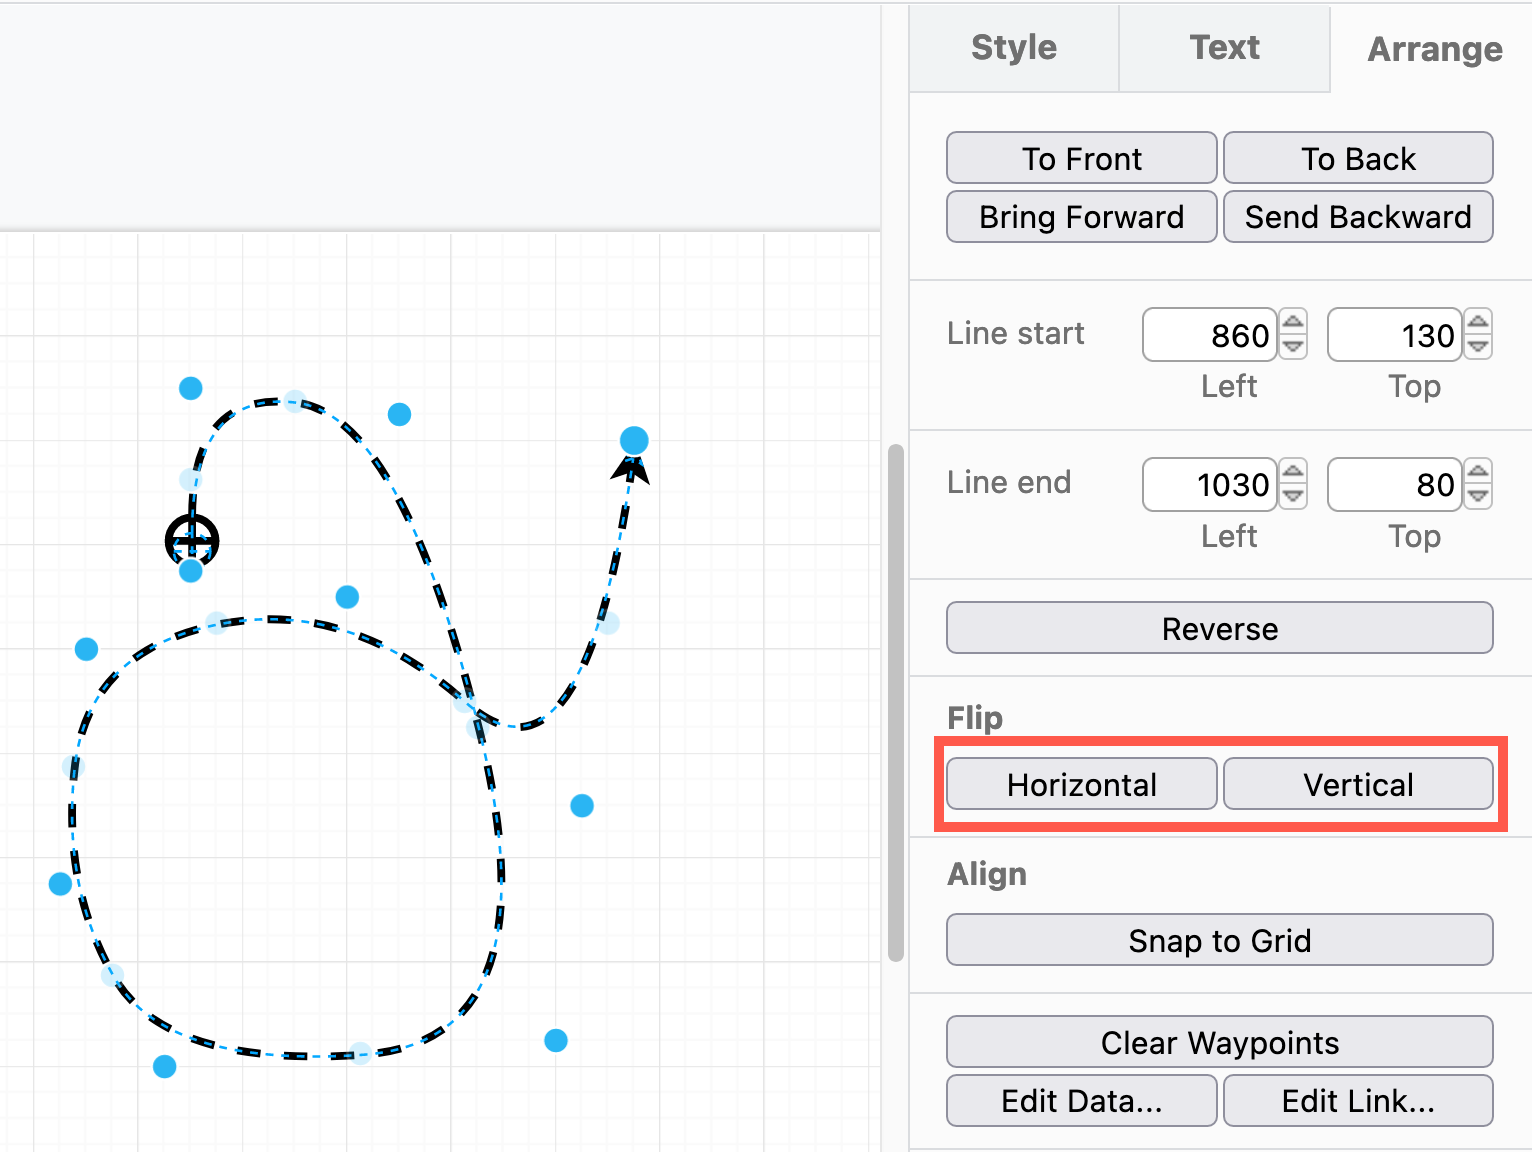 Style Text Arrange
To Front To Back
Bring Forward Send Backward
Line start 860 130
Left Top
Line end 1030 80
Left Top
Reverse
Flip
Horizontal Vertical
Align
Snap to Grid
Clear Waypoints
Edit Data... Edit Link...